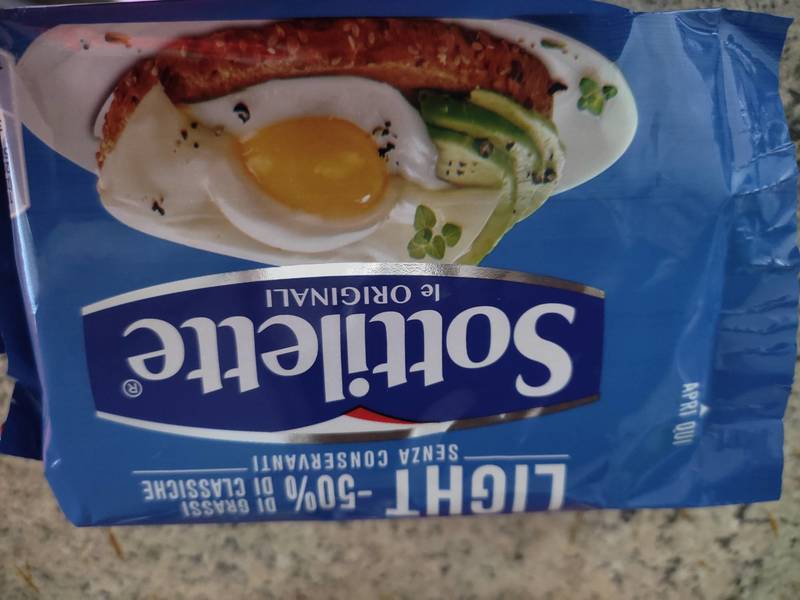 LIGHT -50% DI GRASSI
DI CLASSICHE
SENZA CONSERVANTI
Sottilette®
le ORIGINALI
APRI QUI